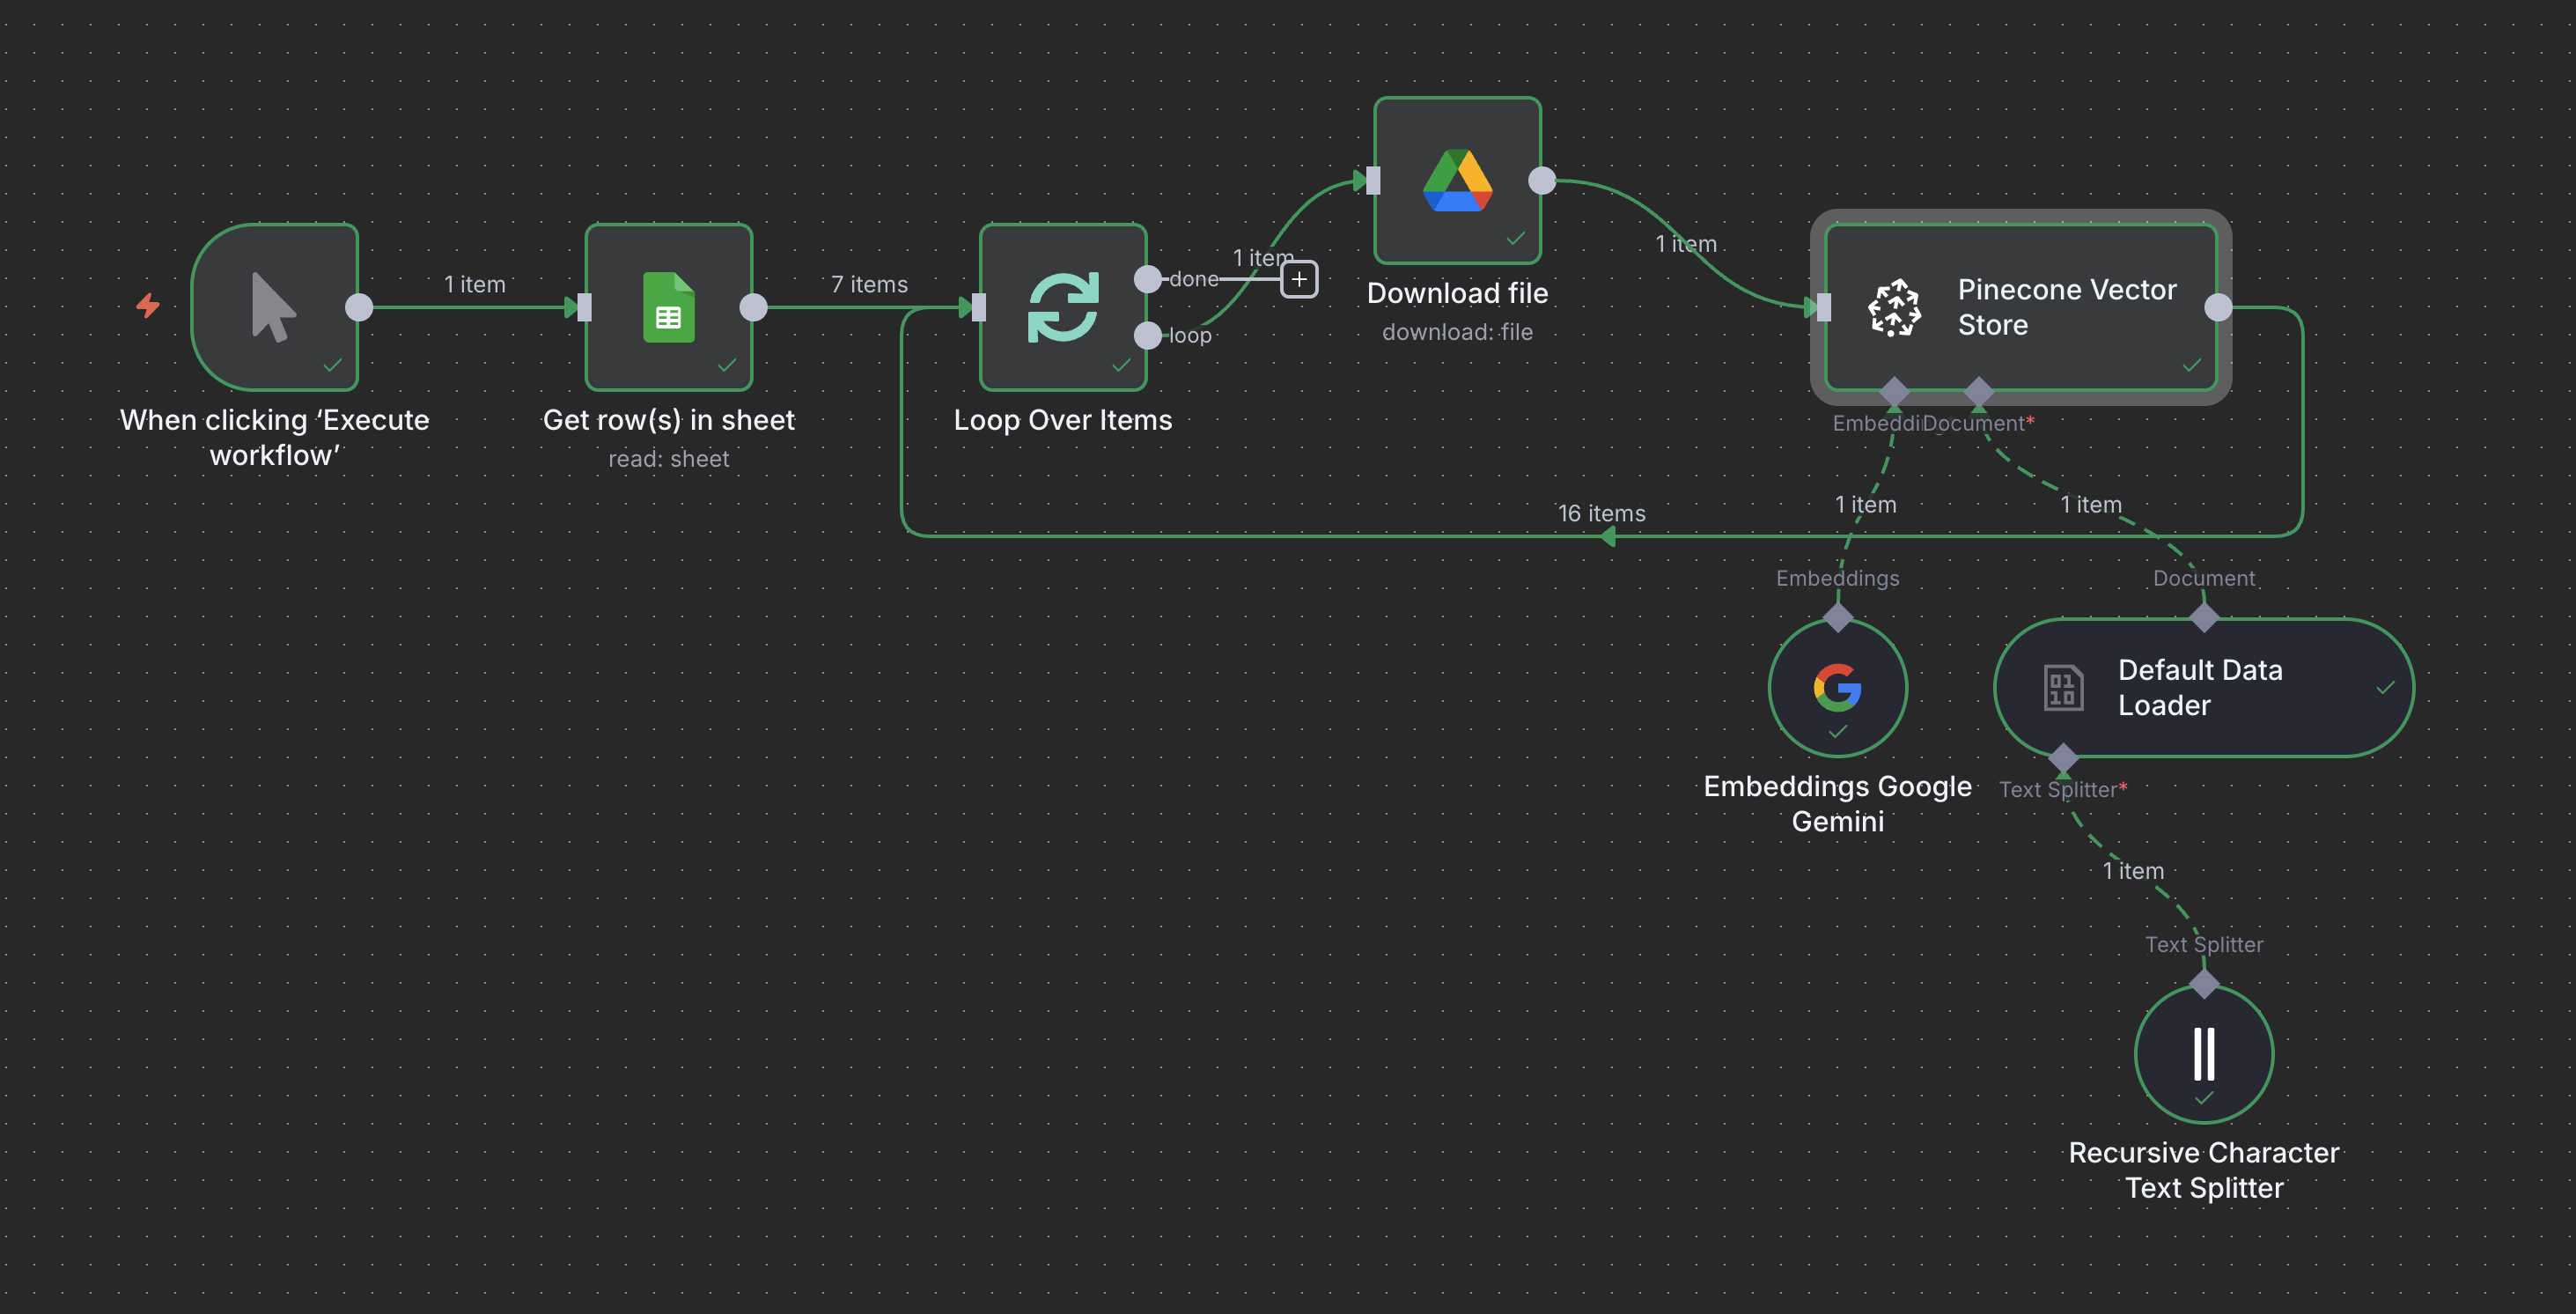 1 item
7 items
done
1 item
loop
When clicking ‘Execute
workflow’
Get row(s) in sheet
read: sheet
Loop Over Items
Download file
download: file
1 item
Pinecone Vector
Store
Document*
16 items
1 item
1 item
Embeddings
Document
Embeddings Google
Gemini
Default Data
Loader
Text Splitter*
1 item
Text Splitter
Recursive Character
Text Splitter